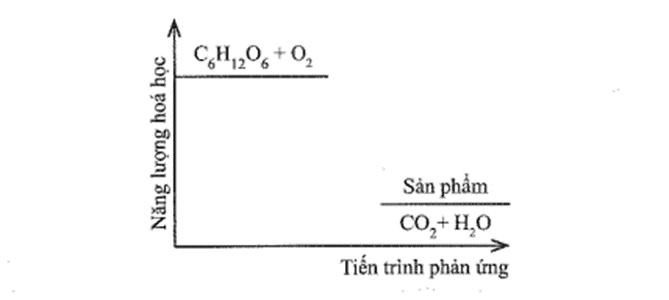 Năng lượng hoá học
C₆H₁₂O₆ + O₂
Sản phẩm
CO₂+ H₂O
Tiến trình phản ứng